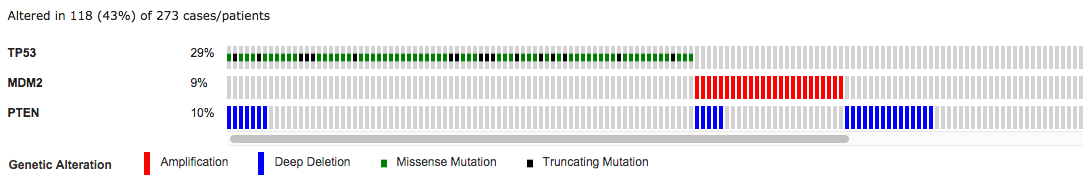 Altered in 118 (43%) of 273 cases/patients
TP53 29%
MDM2 9%
PTEN 10%
Genetic Alteration Amplification Deep Deletion Missense Mutation Truncating Mutation